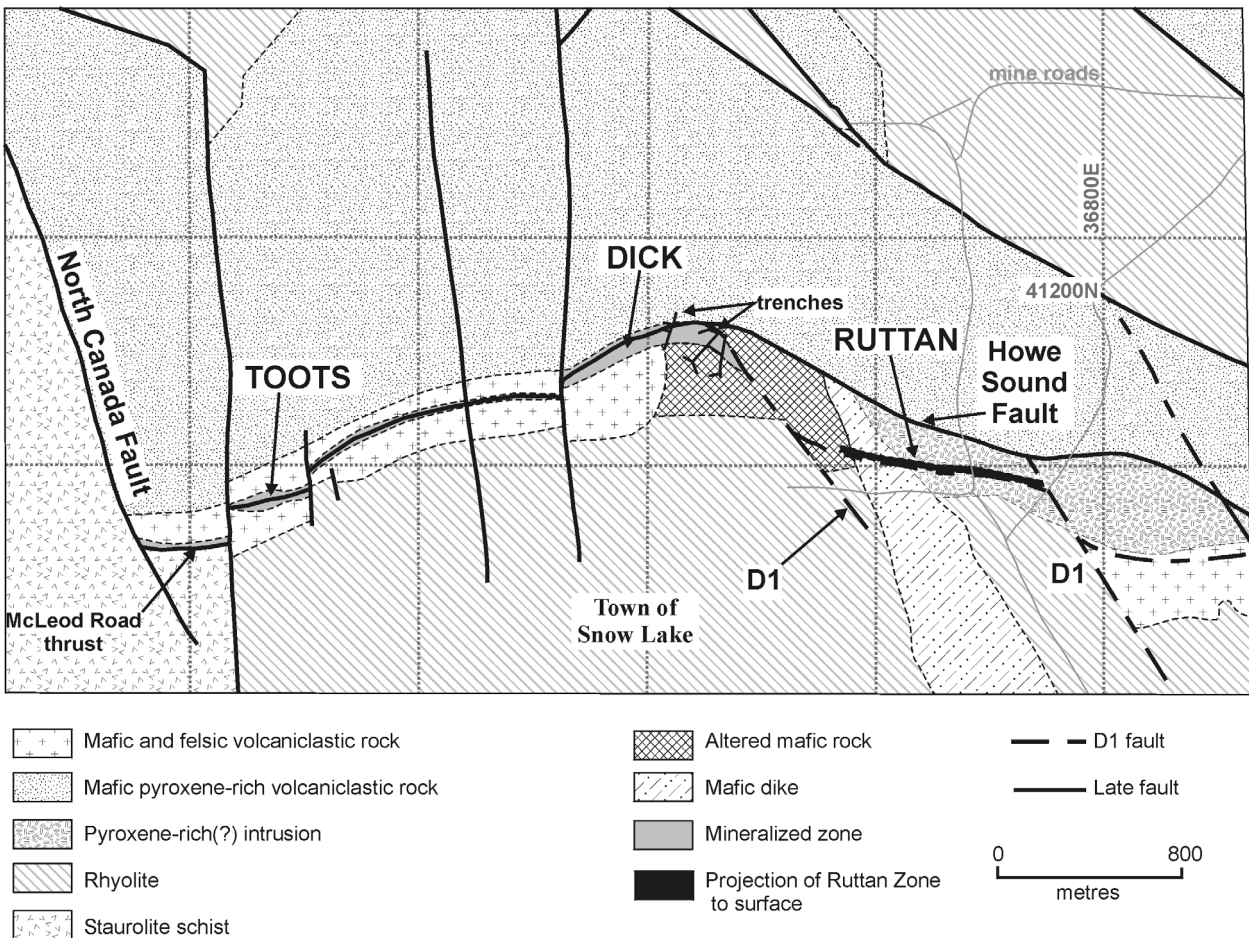 mine roads
36800E
North Canada Fault
DICK
41200N
trenches
RUTTAN
Howe
Sound
Fault
TOOTS
McLeod Road
thrust
D1
D1
Town of
Snow Lake
Mafic and felsic volcaniclastic rock
Mafic pyroxene-rich volcaniclastic rock
Pyroxene-rich(?) intrusion
Rhyolite
Staurolite schist
Altered mafic rock
Mafic dike
Mineralized zone
Projection of Ruttan Zone
to surface
D1 fault
Late fault
0 800
metres